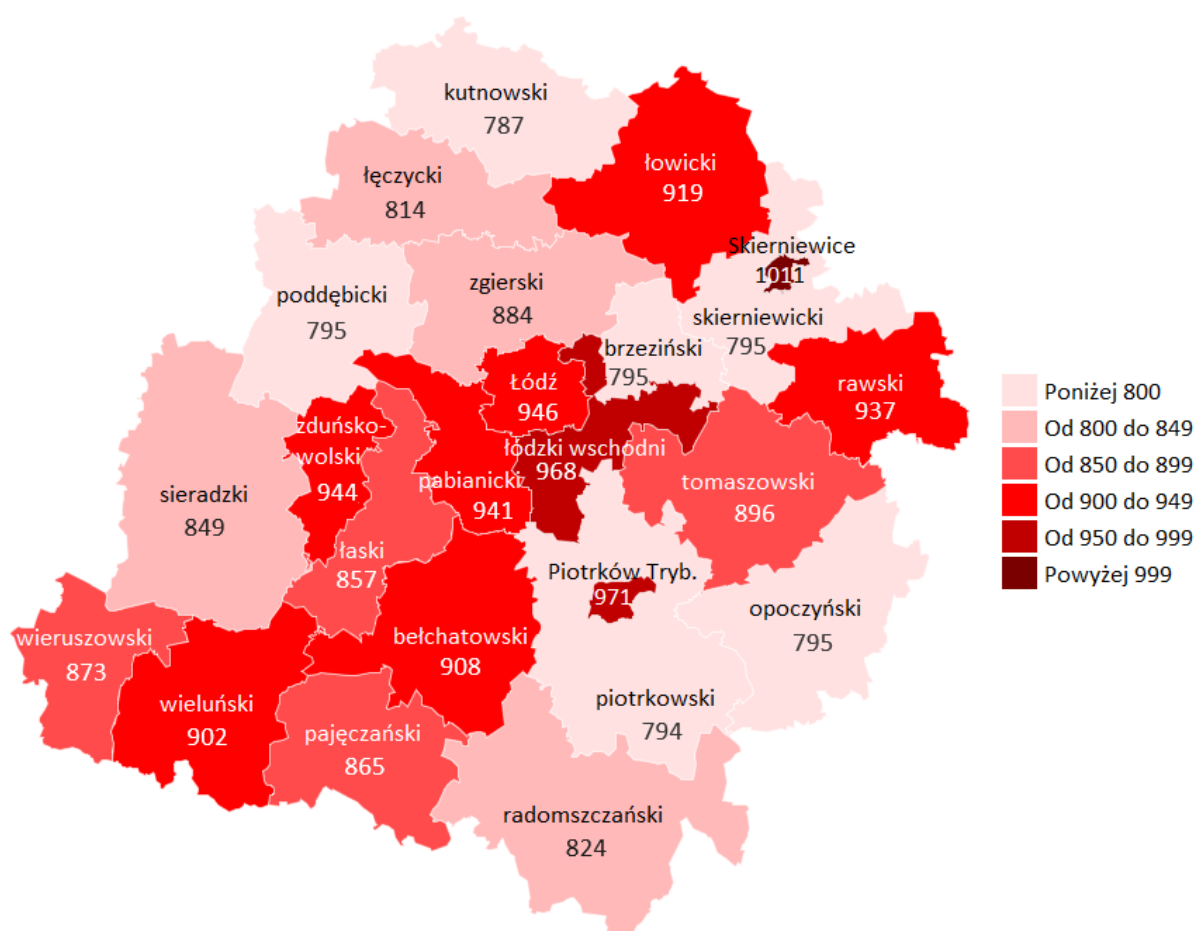 kutnowski
787
łowicki
919
łęczycki
814
Skierniewice
1011
zgierski
884
poddębicki
795
skierniewicki
795
brzeziński
795
Łódź
946
rawski
937
zduńsko-
wolski
944
łódzki wschodni
968
pabianicki
941
tomaszowski
896
sieradzki
849
łaski
857
Piotrków Tryb.
971
opoczyński
795
wieruszowski
873
bełchatowski
908
wieluński
902
piotrkowski
794
pajęczański
865
radomszczański
824
Poniżej 800
Od 800 do 849
Od 850 do 899
Od 900 do 949
Od 950 do 999
Powyżej 999